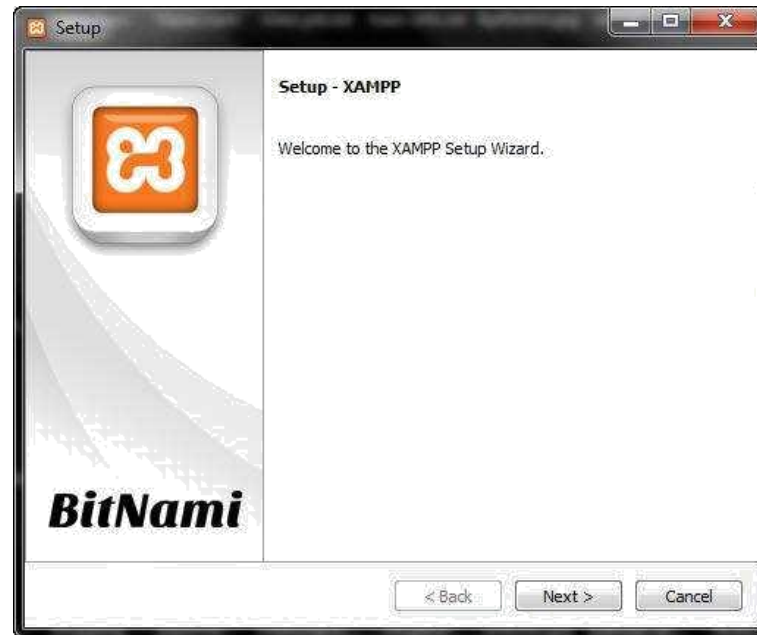 Setup
Setup - XAMPP
Welcome to the XAMPP Setup Wizard.
BitNami
< Back
Next >
Cancel